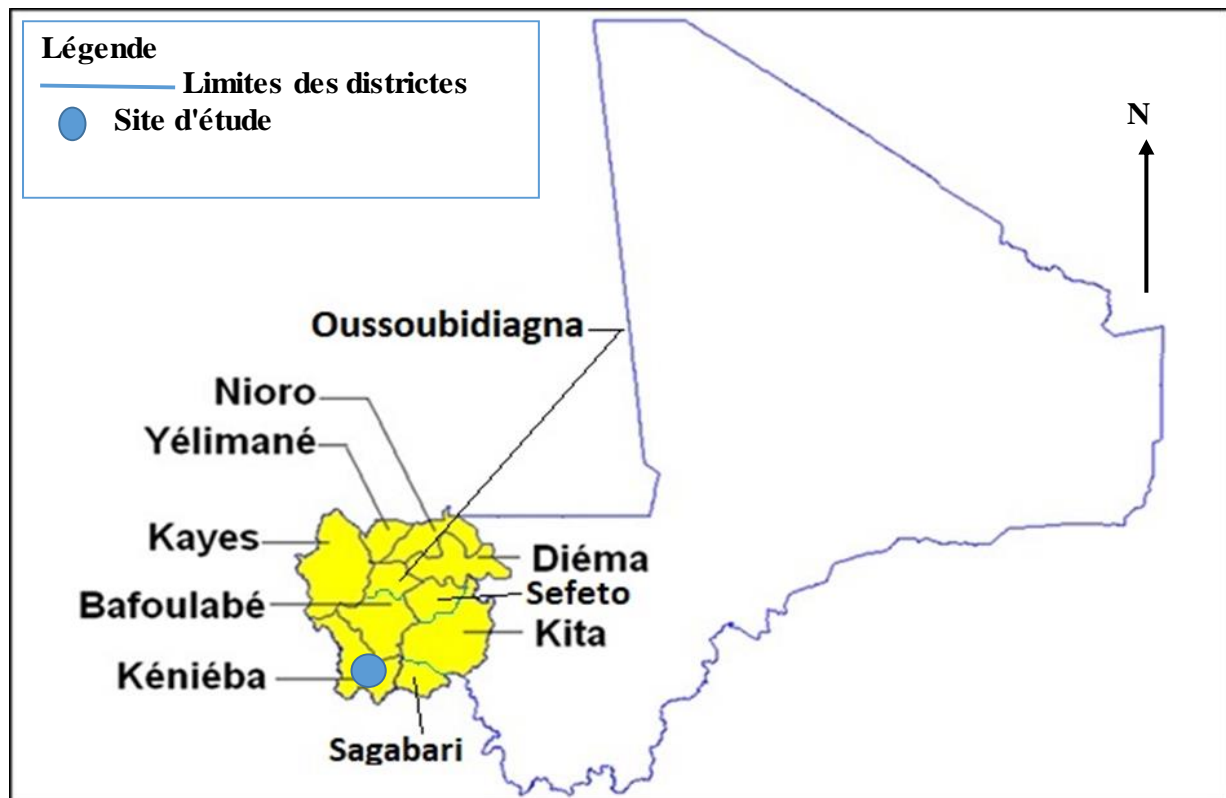 Légende
Limites des districtes
Site d'étude
N
Oussoubidiagna
Nioro
Yélimané
Kayes
Diéma
Sefeto
Bafoulabé
Kita
Kéniéba
Sagabari